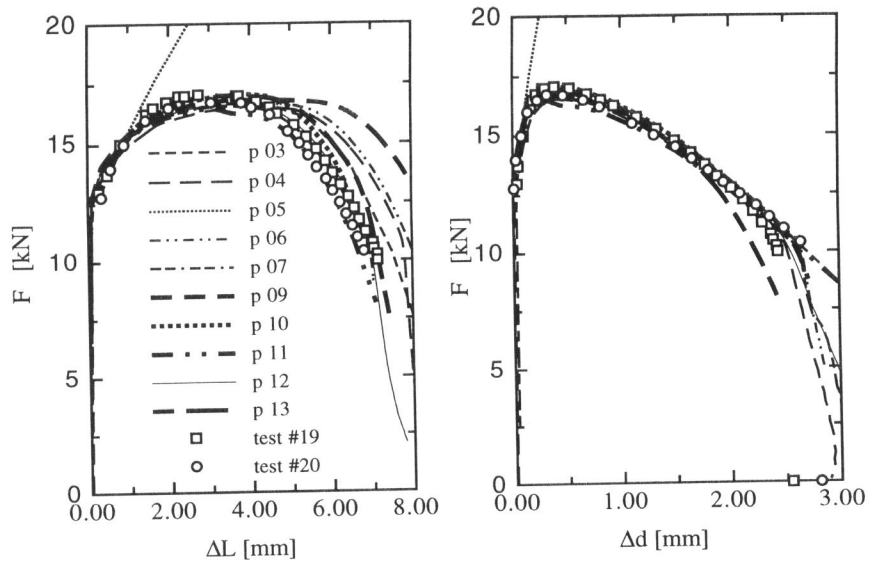 20
15
10
5
0
F [kN]
0.00 2.00 4.00 6.00 8.00
ΔL [mm]
p 03
p 04
p 05
p 06
p 07
p 09
p 10
p 11
p 12
p 13
test #19
test #20
20
15
10
5
0
F [kN]
0.00 1.00 2.00 3.00
Δd [mm]